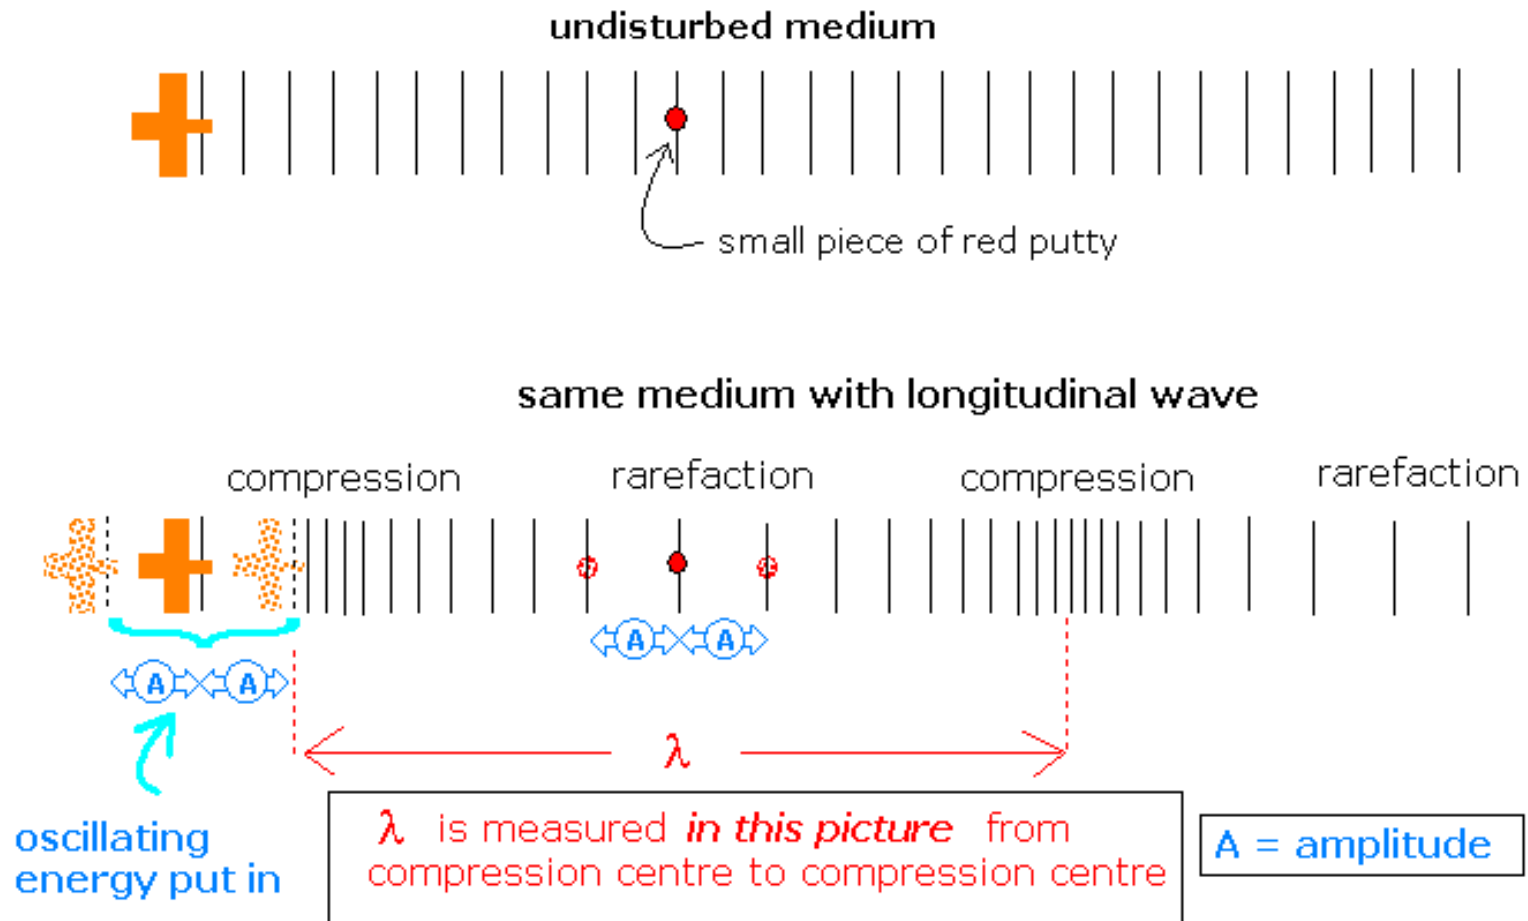 undisturbed medium
small piece of red putty
same medium with longitudinal wave
compression rarefaction compression rarefaction
A A
A A
λ
oscillating
energy put in
λ is measured in this picture from
compression centre to compression centre
A = amplitude